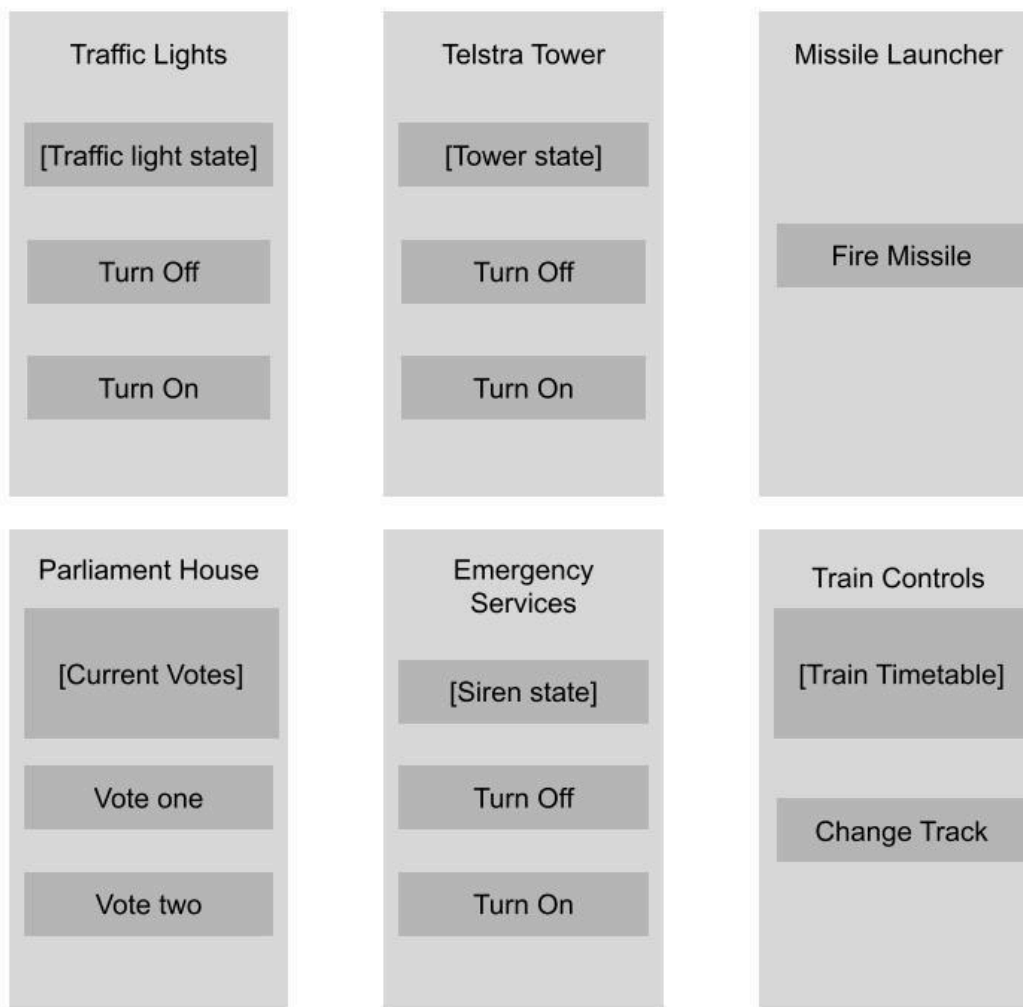 Traffic Lights
[Traffic light state]
Turn Off
Turn On
Telstra Tower
[Tower state]
Turn Off
Turn On
Missile Launcher
Fire Missile
Parliament House
[Current Votes]
Vote one
Vote two
Emergency
Services
[Siren state]
Turn Off
Turn On
Train Controls
[Train Timetable]
Change Track